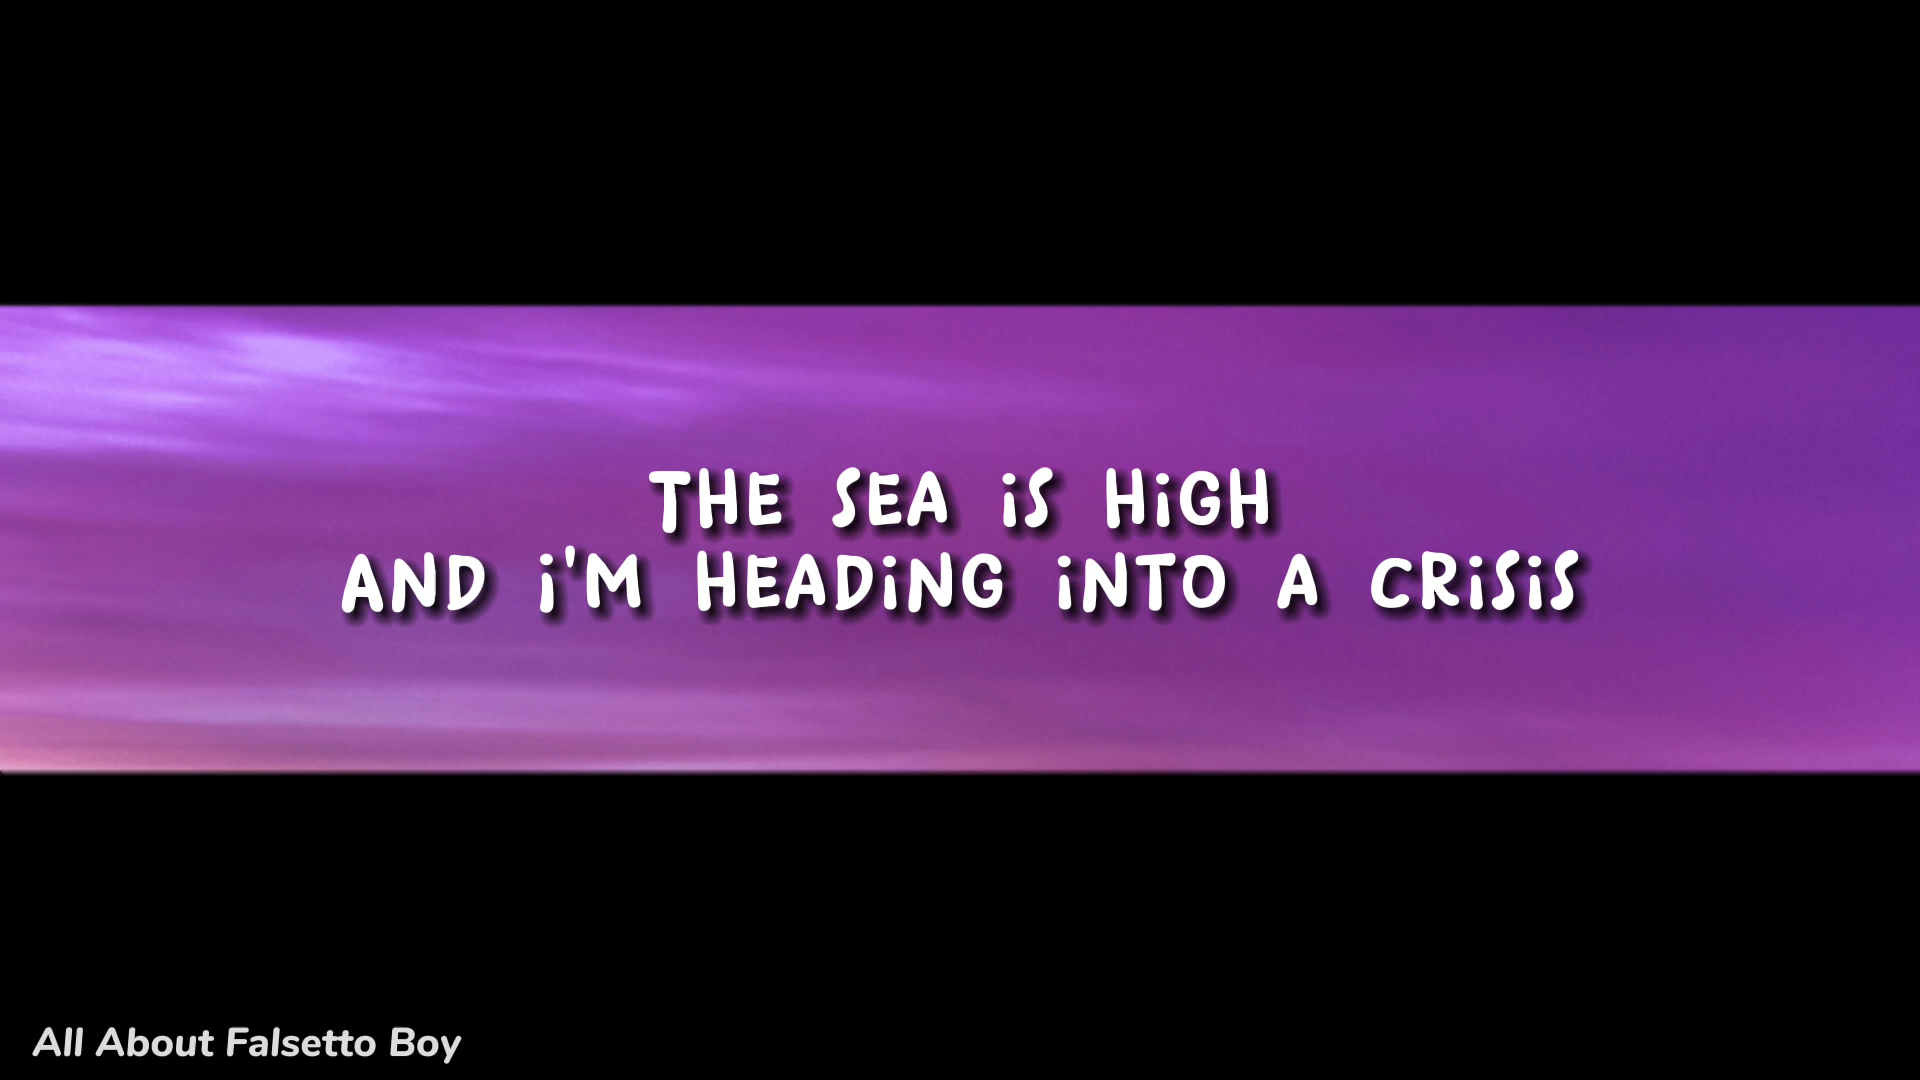 THE SEA iS HiGH
AND i'M HEADiNG iNTO A CRiSiS
All About Falsetto Boy